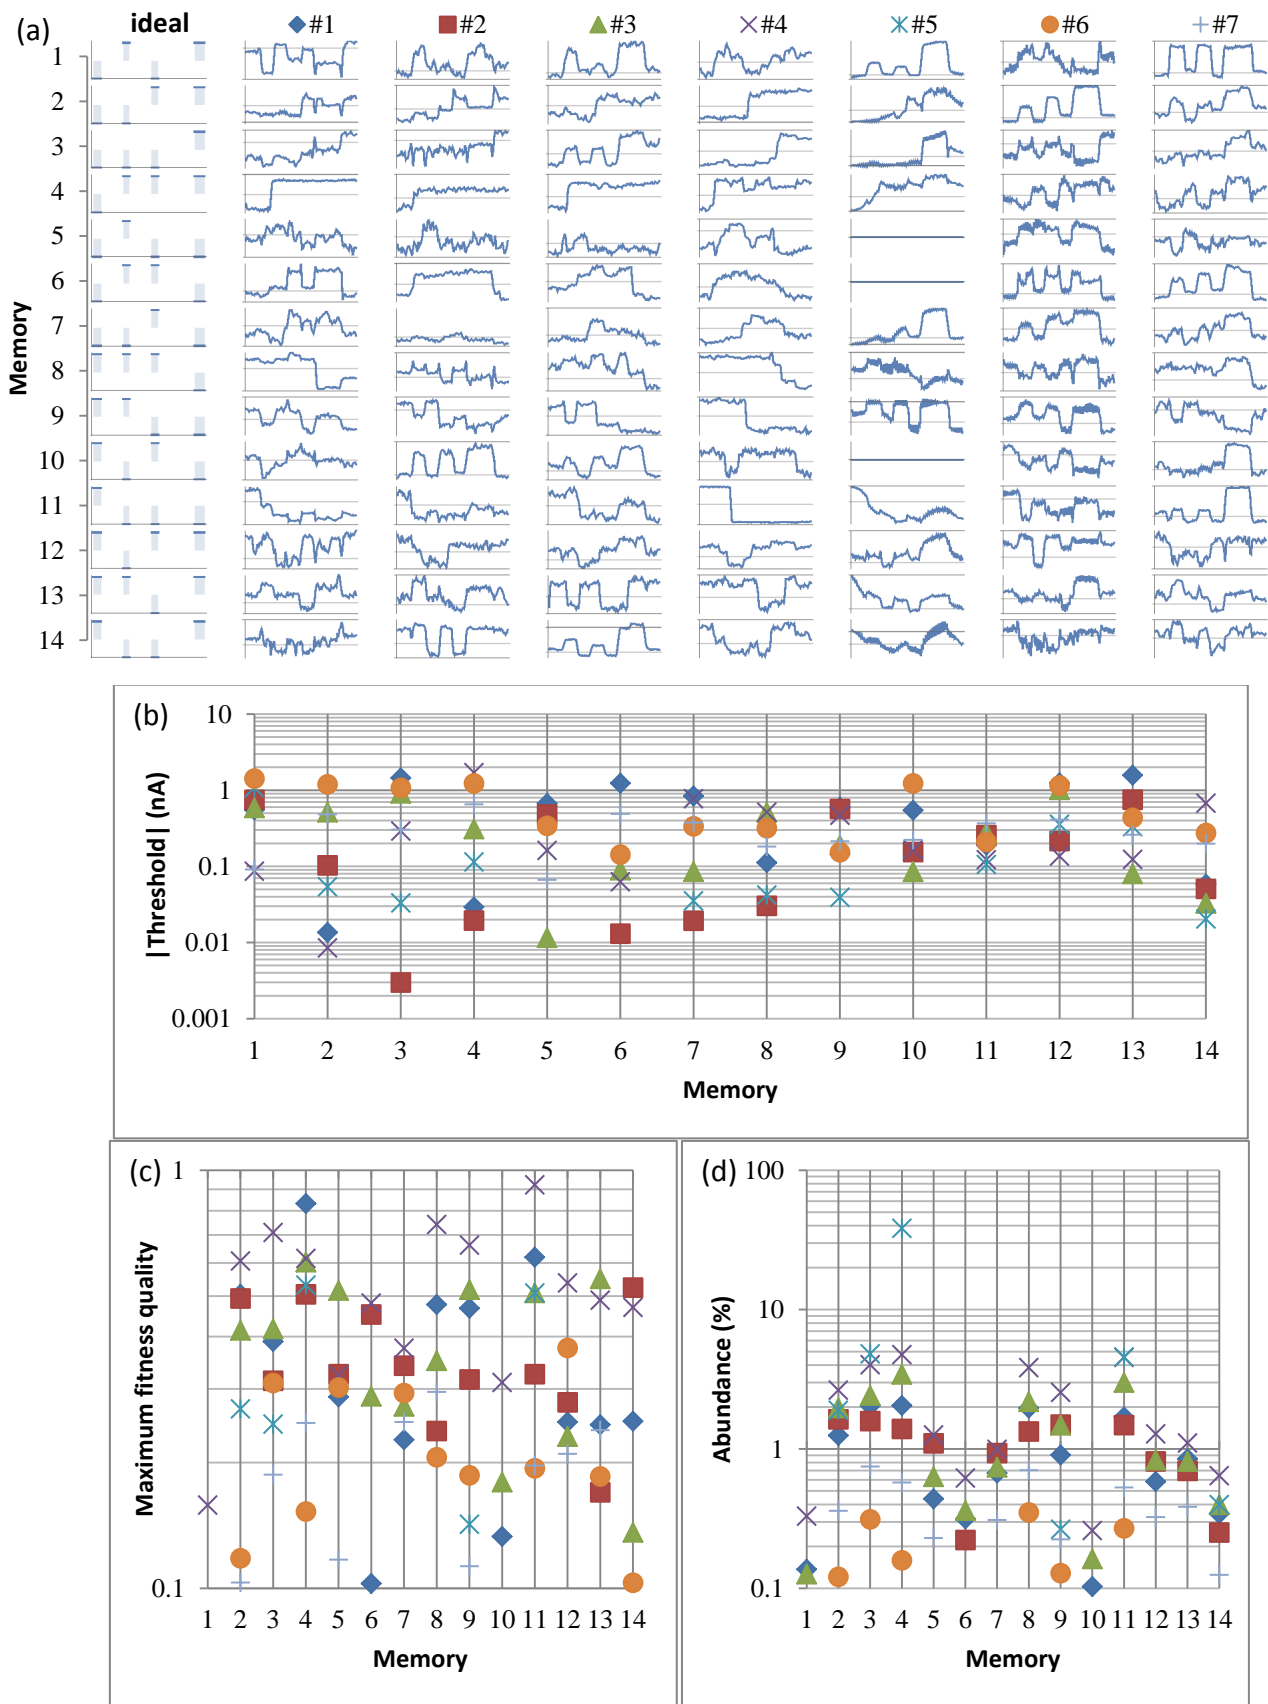 (a) ideal #1 #2 #3 #4 #5 #6 #7
Memory
1
2
3
4
5
6
7
8
9
10
11
12
13
14
(b)
|Threshold| (nA)
10
1
0.1
0.01
0.001
1 2 3 4 5 6 7 8 9 10 11 12 13 14
Memory
(c)
Maximum fitness quality
1
0.1
1 2 3 4 5 6 7 8 9 10 11 12 13 14
Memory
(d)
Abundance (%)
100
10
1
0.1
1 2 3 4 5 6 7 8 9 10 11 12 13 14
Memory